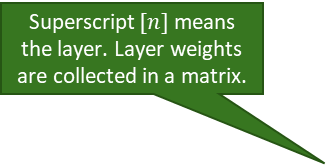 Superscript [n] means
the layer. Layer weights
are collected in a matrix.